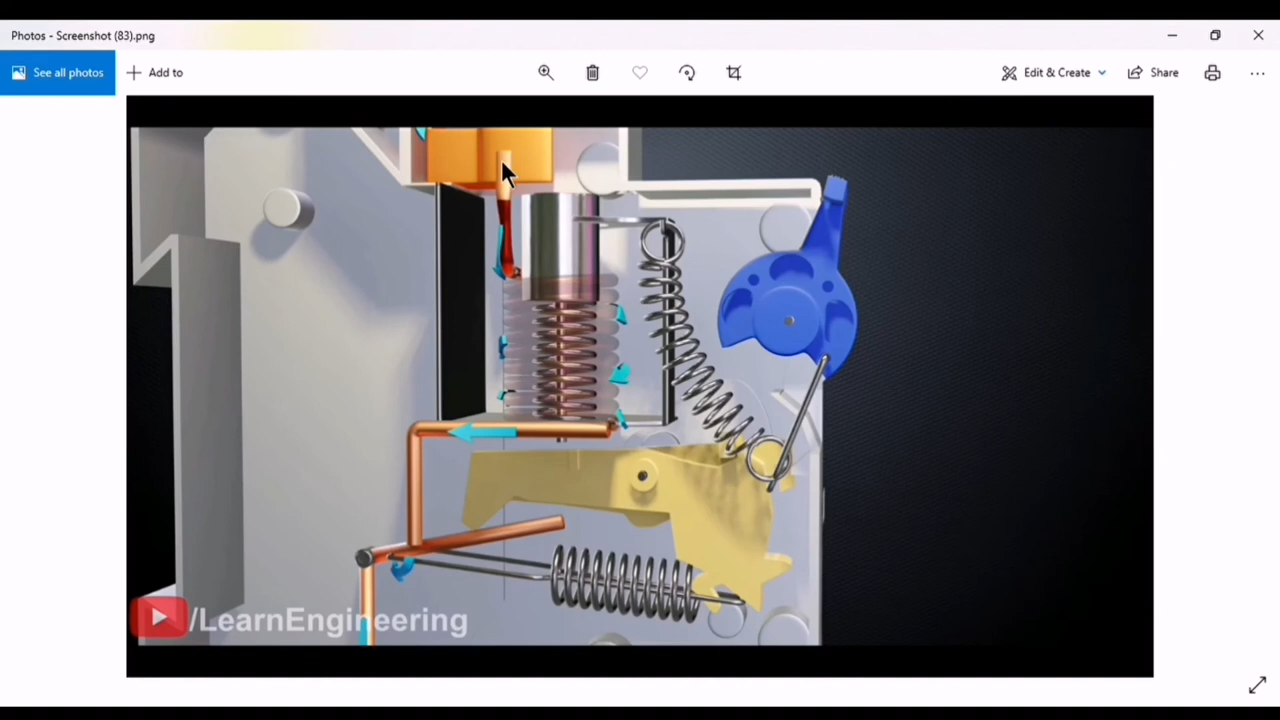 Photos - Screenshot (83).png
See all photos
Add to
Edit & Create
Share
/LearnEngineering